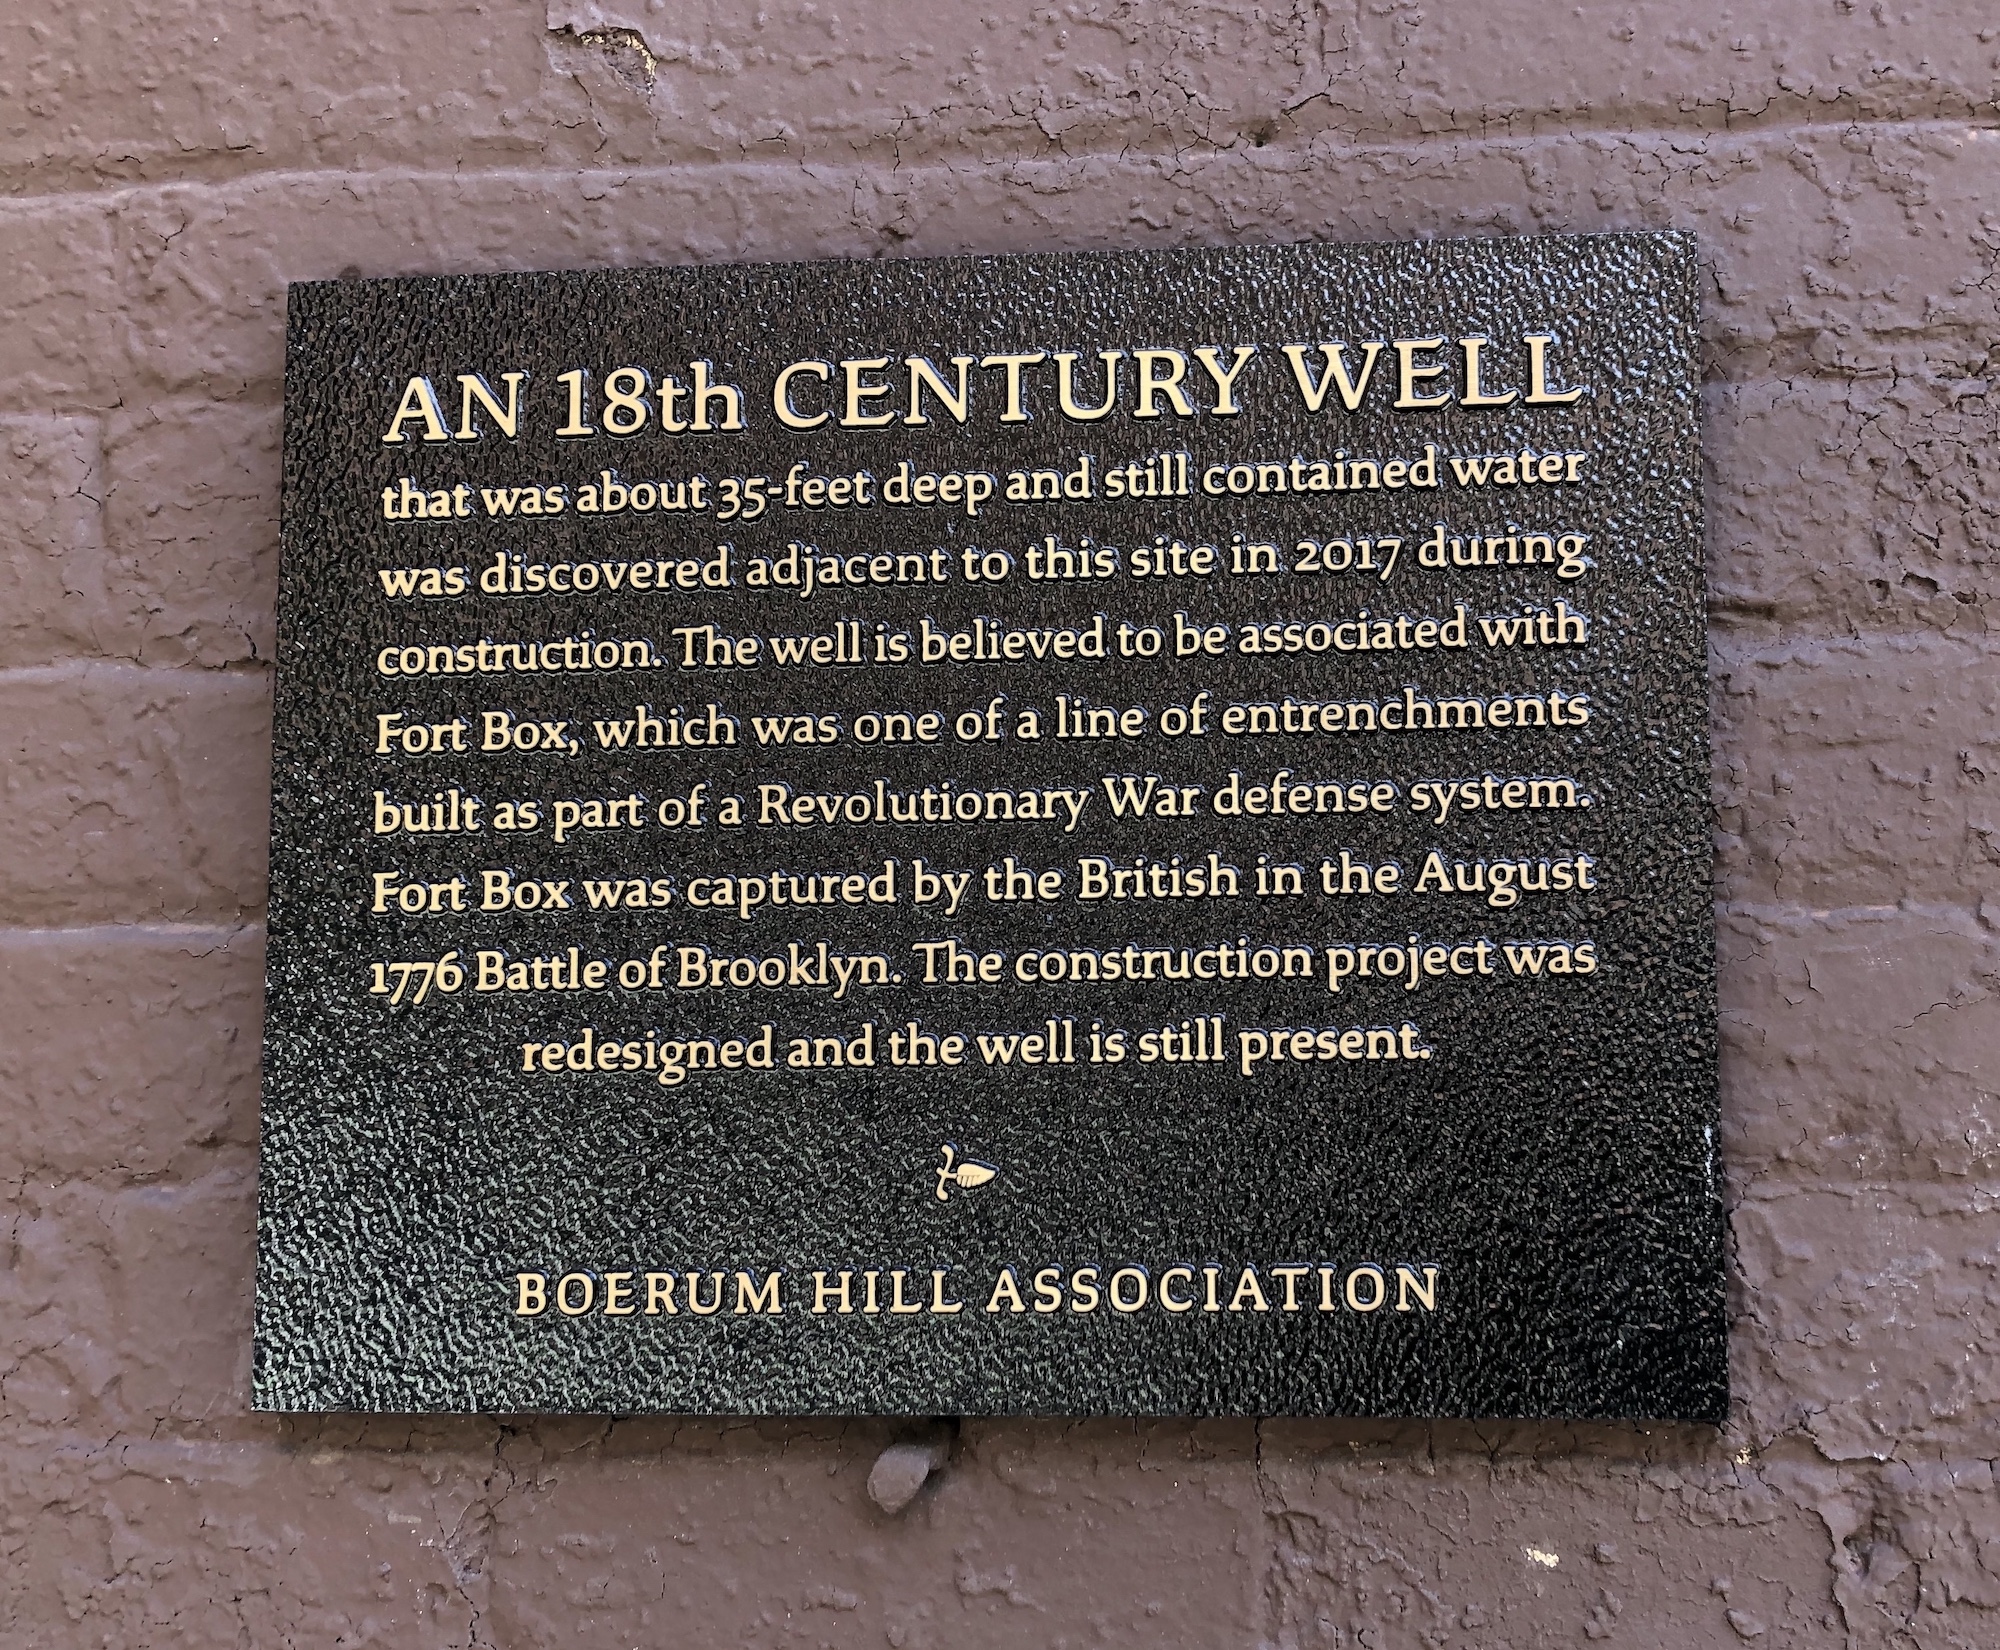 AN 18th CENTURY WELL
that was about 35-feet deep and still contained water
was discovered adjacent to this site in 2017 during
construction. The well is believed to be associated with
Fort Box, which was one of a line of entrenchments
built as part of a Revolutionary War defense system.
Fort Box was captured by the British in the August
1776 Battle of Brooklyn. The construction project was
redesigned and the well is still present.
BOERUM HILL ASSOCIATION